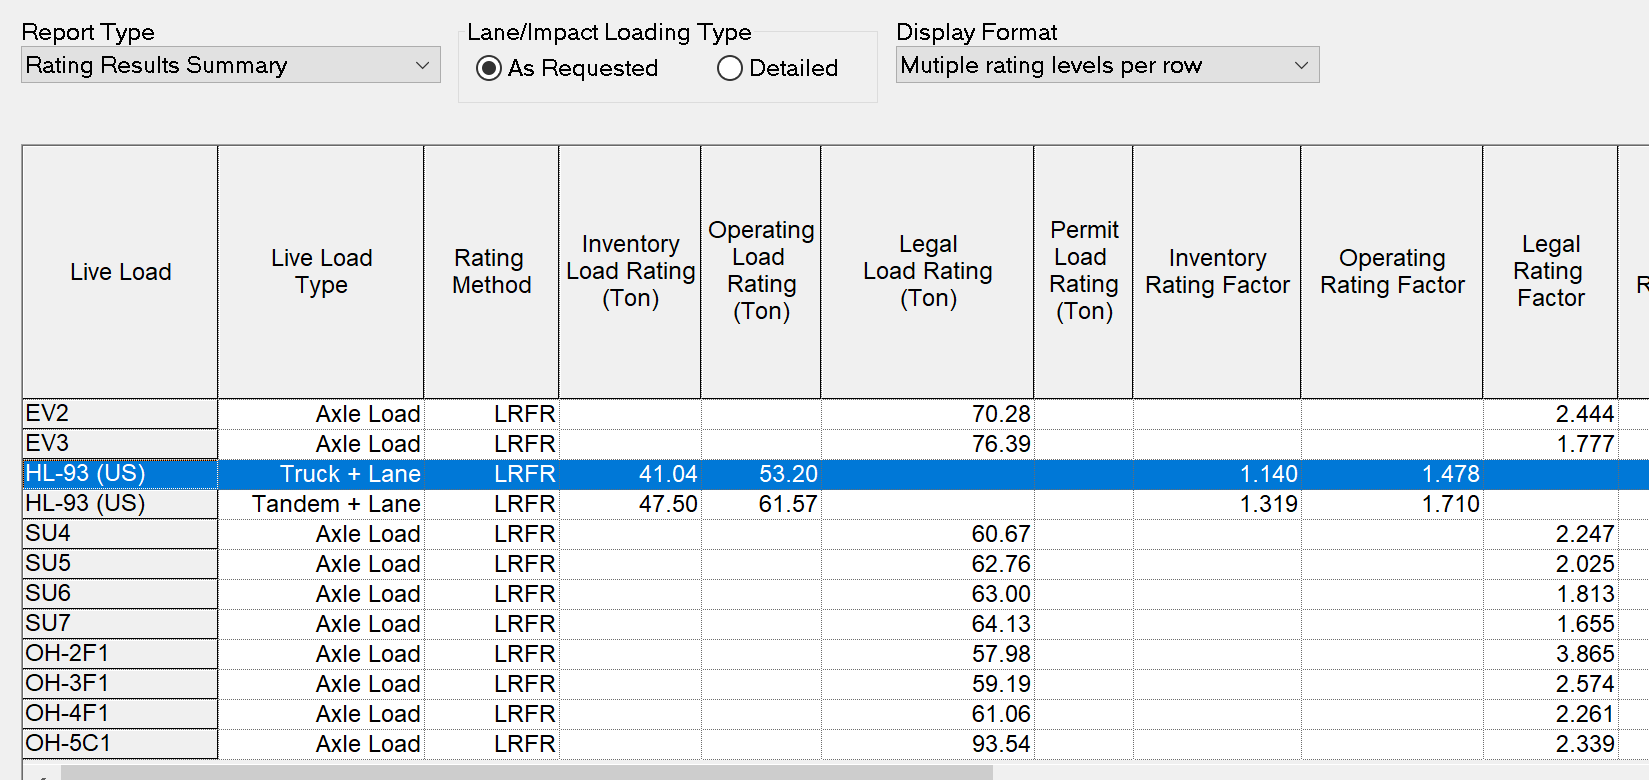 Report Type
Lane/Impact Loading Type
Display Format
Rating Results Summary
As Requested
Detailed
Mutiple rating levels per row
Live Load
Live Load
Type
Rating
Method
Inventory
Load Rating
(Ton)
Operating
Load
Rating
(Ton)
Legal
Load Rating
(Ton)
Permit
Load
Rating
(Ton)
Inventory
Rating Factor
Operating
Rating Factor
Legal
Rating
Factor
R
EV2 Axle Load LRFR 70.28 2.444
EV3 Axle Load LRFR 76.39 1.777
HL-93 (US) Truck + Lane LRFR 41.04 53.20 1.140 1.478
HL-93 (US) Tandem + Lane LRFR 47.50 61.57 1.319 1.710
SU4 Axle Load LRFR 60.67 2.247
SU5 Axle Load LRFR 62.76 2.025
SU6 Axle Load LRFR 63.00 1.813
SU7 Axle Load LRFR 64.13 1.655
OH-2F1 Axle Load LRFR 57.98 3.865
OH-3F1 Axle Load LRFR 59.19 2.574
OH-4F1 Axle Load LRFR 61.06 2.261
OH-5C1 Axle Load LRFR 93.54 2.339